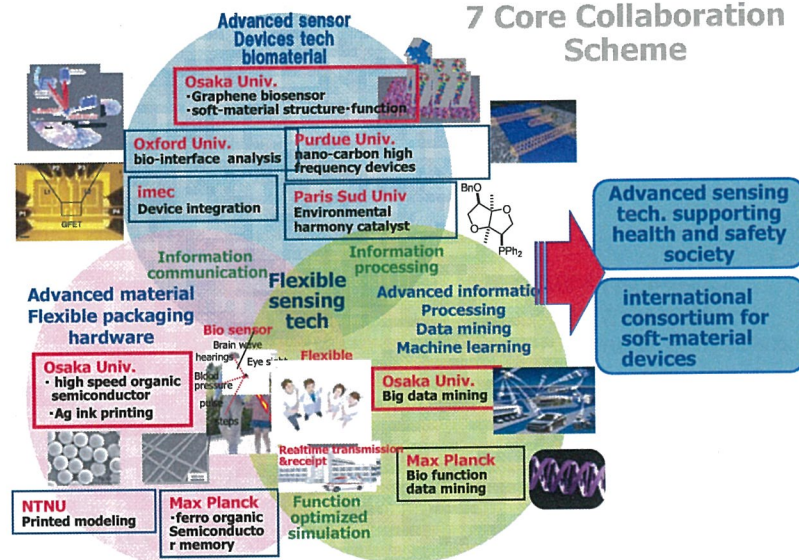 7 Core Collaboration
Scheme
Advanced sensor
Devices tech
biomaterial
Osaka Univ.
・Graphene biosensor
・soft-material structure・function
Oxford Univ.
bio-interface analysis
Purdue Univ.
nano-carbon high
frequency devices
imec
Device integration
Paris Sud Univ
Environmental
harmony catalyst
GFET
BnO
O
O
PPh2
Information
communication
Information
processing
Flexible
sensing
tech
Advanced material
Flexible packaging
hardware
Advanced information
Processing
Data mining
Machine learning
Advanced sensing
tech. supporting
health and safety
society
international
consortium for
soft-material
devices
Bio sensor
Brain wave
hearings
Eye sight
Blood
pressure
pulse
steps
Flexible
Osaka Univ.
・ high speed organic
semiconductor
・Ag ink printing
Osaka Univ.
Big data mining
Realtime transmission
&receipt
Max Planck
Bio function
data mining
NTNU
Printed modeling
Max Planck
・ferro organic
Semiconducto
r memory
Function
optimized
simulation